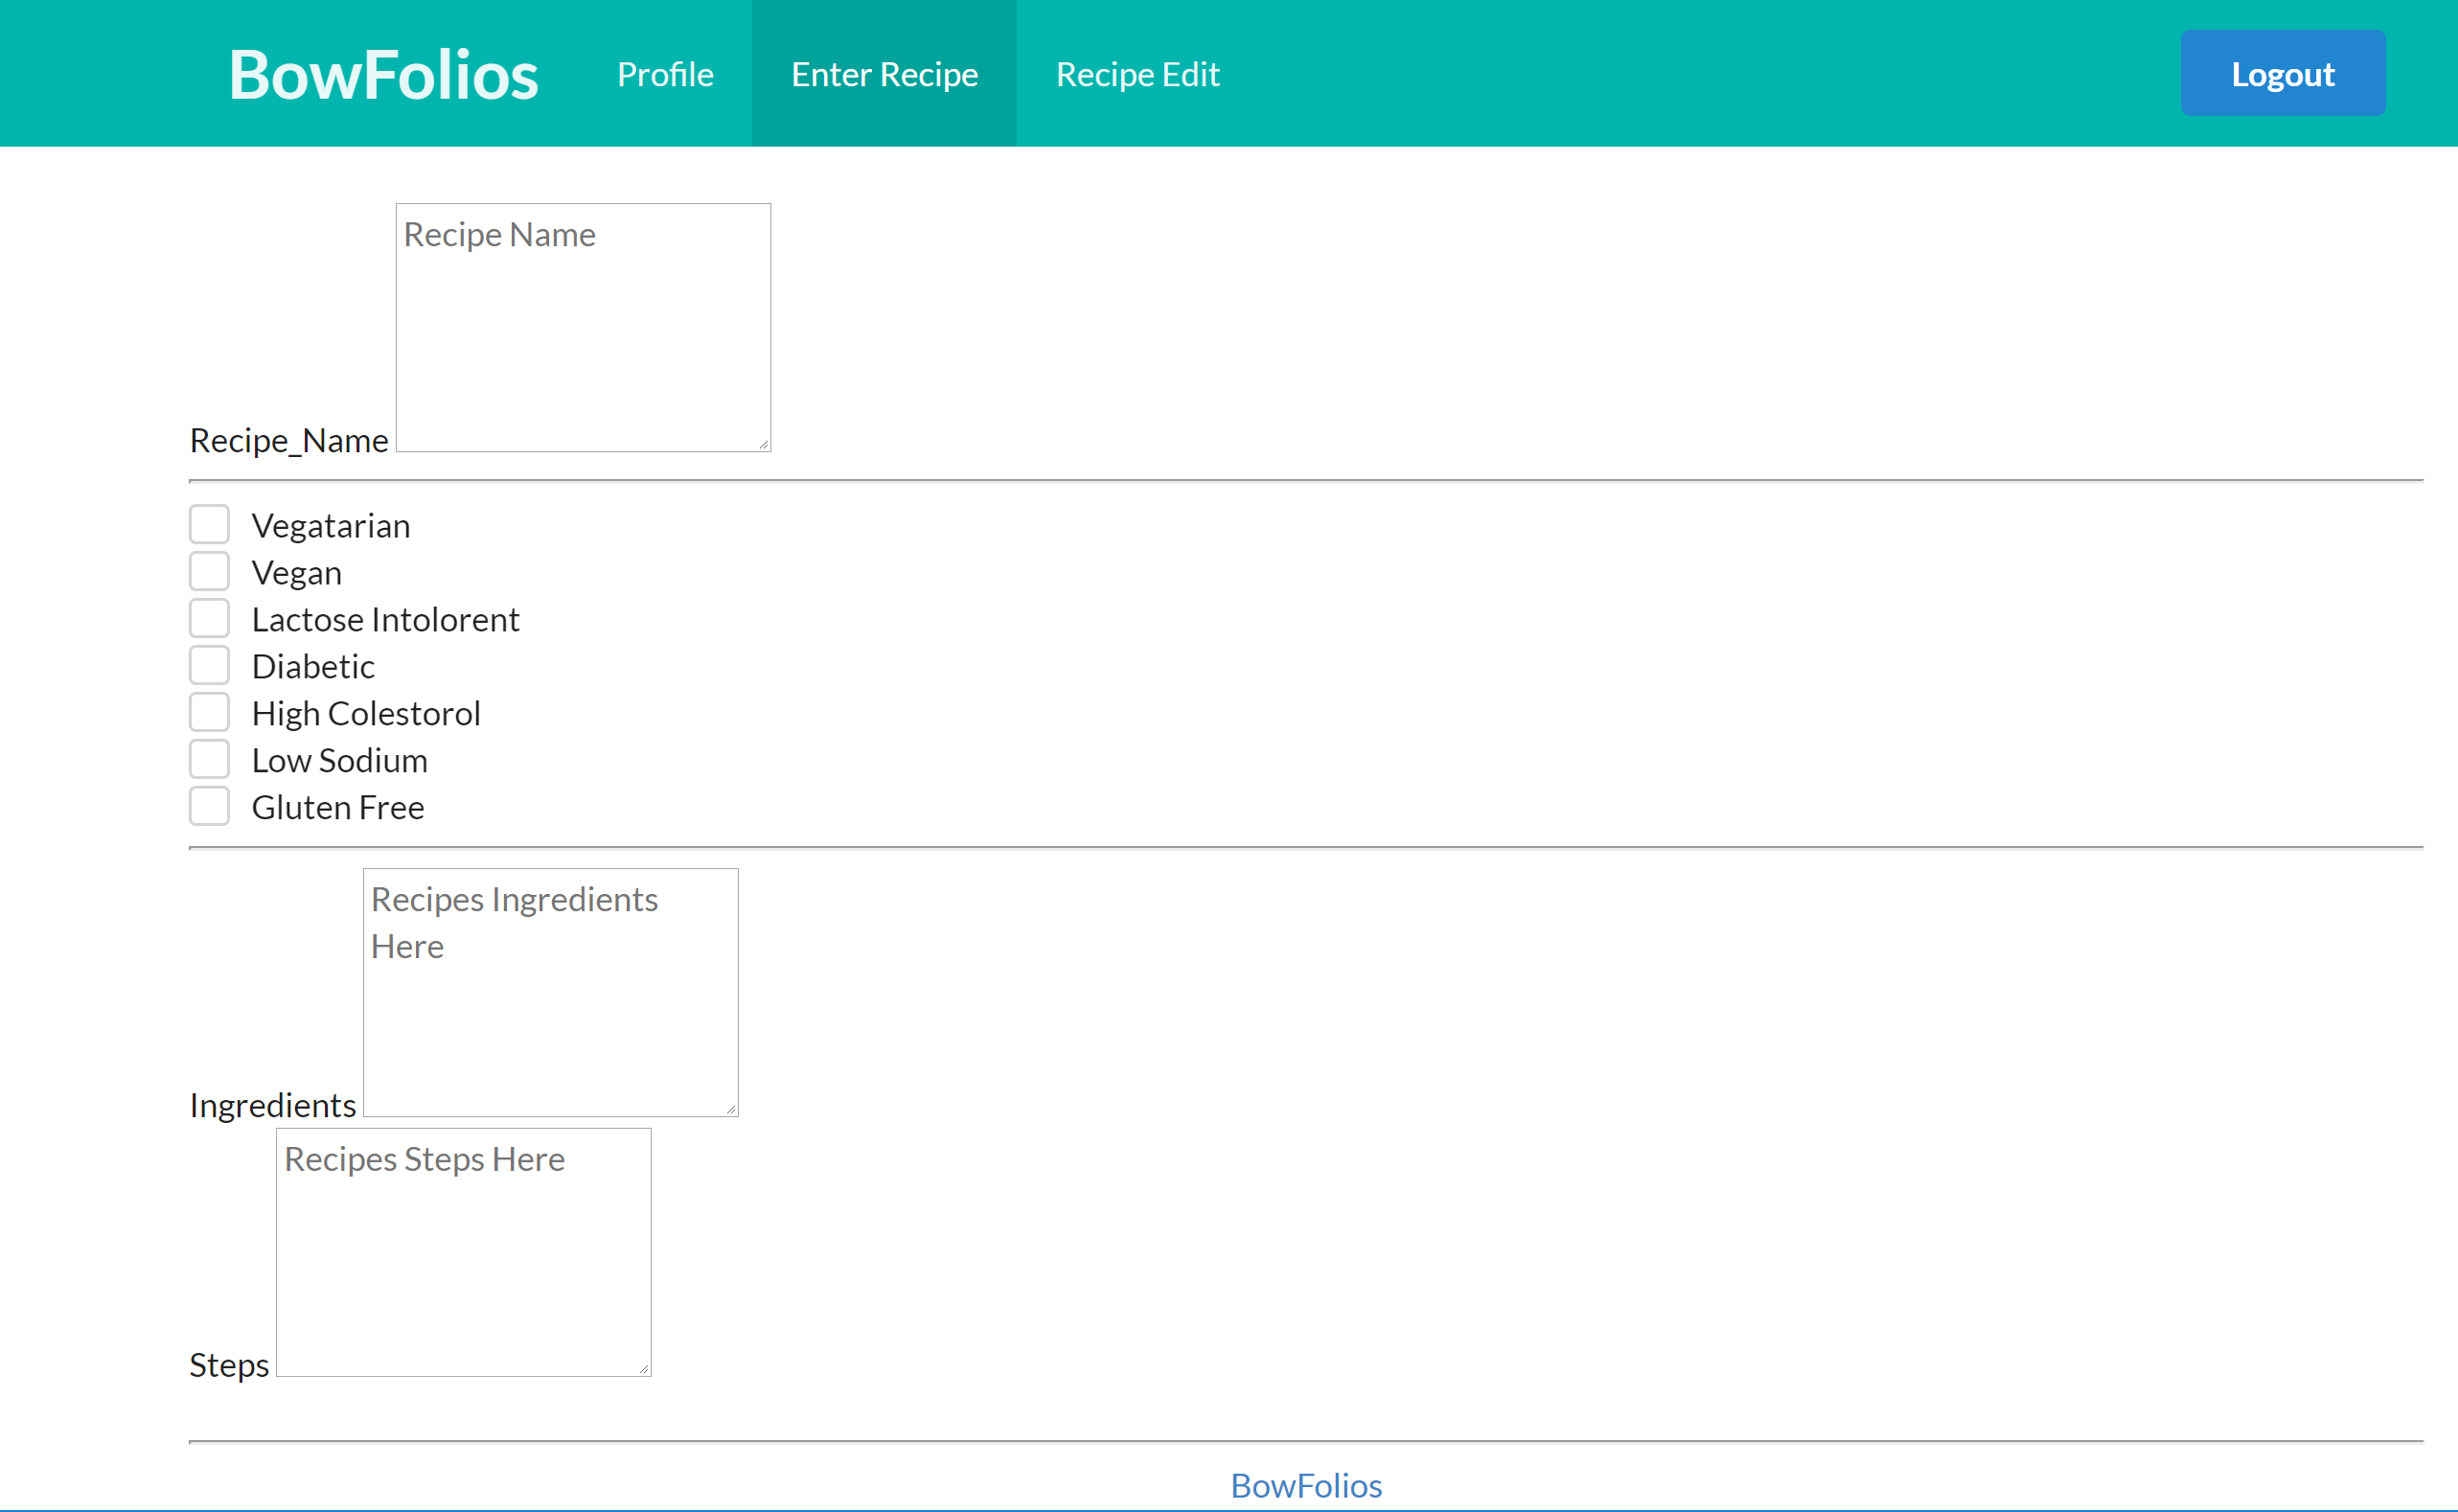 BowFolios Profile Enter Recipe Recipe Edit Logout
Recipe Name
Recipe_Name
Vegatarian
Vegan
Lactose Intolorent
Diabetic
High Colestorol
Low Sodium
Gluten Free
Recipes Ingredients
Here
Ingredients
Recipes Steps Here
Steps
BowFolios